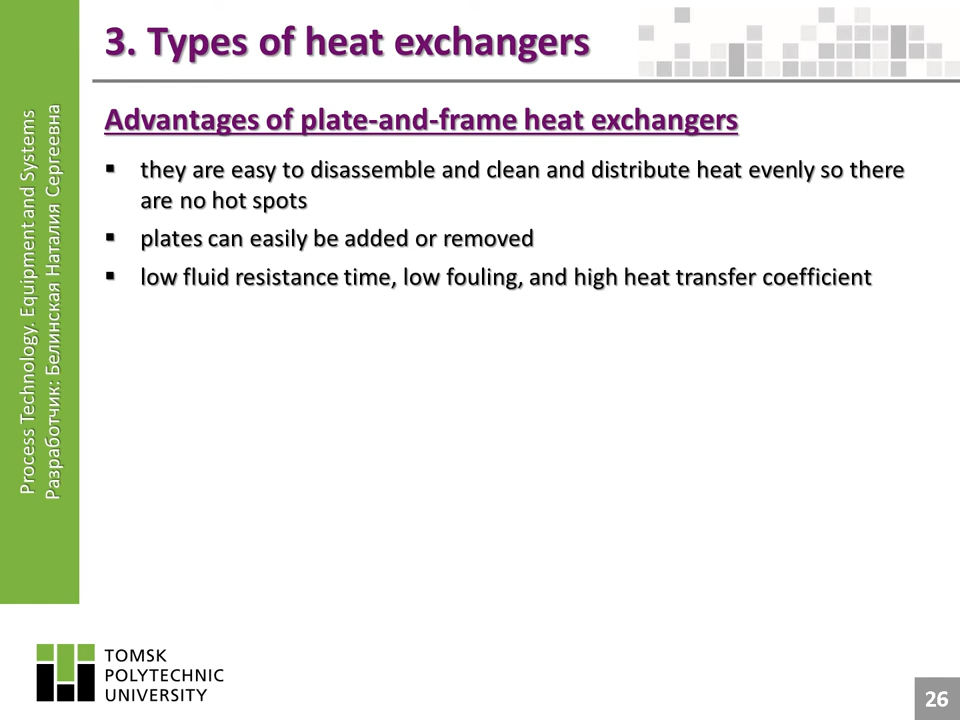 3. Types of heat exchangers
Advantages of plate-and-frame heat exchangers
▪ they are easy to disassemble and clean and distribute heat evenly so there
are no hot spots
▪ plates can easily be added or removed
▪ low fluid resistance time, low fouling, and high heat transfer coefficient
Process Technology. Equipment and Systems
Разработчик: Белинская Наталия Сергеевна
TOMSK
POLYTECHNIC
UNIVERSITY
26